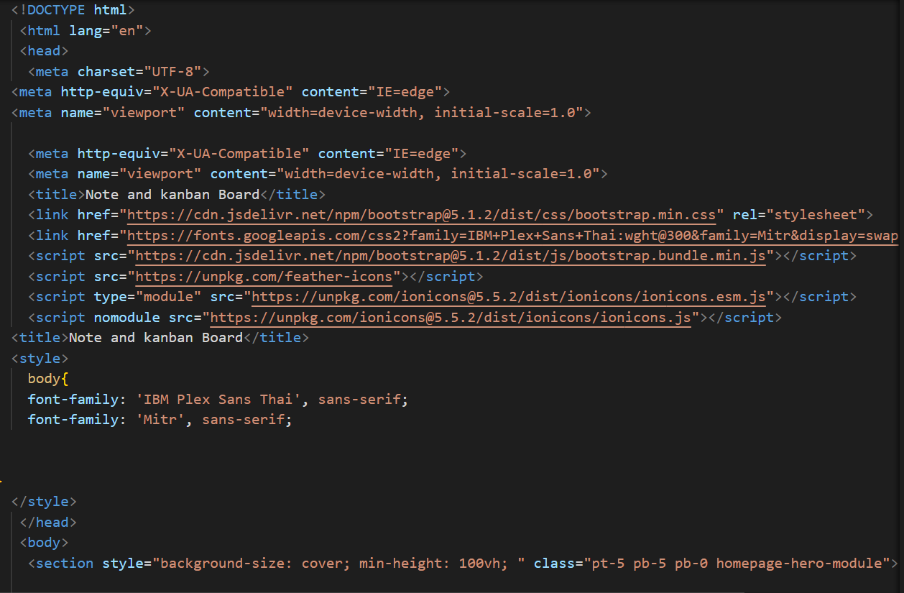 <!DOCTYPE html>
<html lang="en">
<head>
<meta charset="UTF-8">
<meta http-equiv="X-UA-Compatible" content="IE=edge">
<meta name="viewport" content="width=device-width, initial-scale=1.0">
<meta http-equiv="X-UA-Compatible" content="IE=edge">
<meta name="viewport" content="width=device-width, initial-scale=1.0">
<title>Note and kanban Board</title>
<link href="https://cdn.jsdelivr.net/npm/bootstrap@5.1.2/dist/css/bootstrap.min.css" rel="stylesheet">
<link href="https://fonts.googleapis.com/css2?family=IBM+Plex+Sans+Thai:wght@300&family=Mitr&display=swap
<script src="https://cdn.jsdelivr.net/npm/bootstrap@5.1.2/dist/js/bootstrap.bundle.min.js"></script>
<script src="https://unpkg.com/feather-icons"></script>
<script type="module" src="https://unpkg.com/ionicons@5.5.2/dist/ionicons/ionicons.esm.js"></script>
<script nomodule src="https://unpkg.com/ionicons@5.5.2/dist/ionicons/ionicons.js"></script>
<title>Note and kanban Board</title>
<style>
body{
font-family: 'IBM Plex Sans Thai', sans-serif;
font-family: 'Mitr', sans-serif;
</style>
</head>
<body>
<section style="background-size: cover; min-height: 100vh; " class="pt-5 pb-5 pb-0 homepage-hero-module">